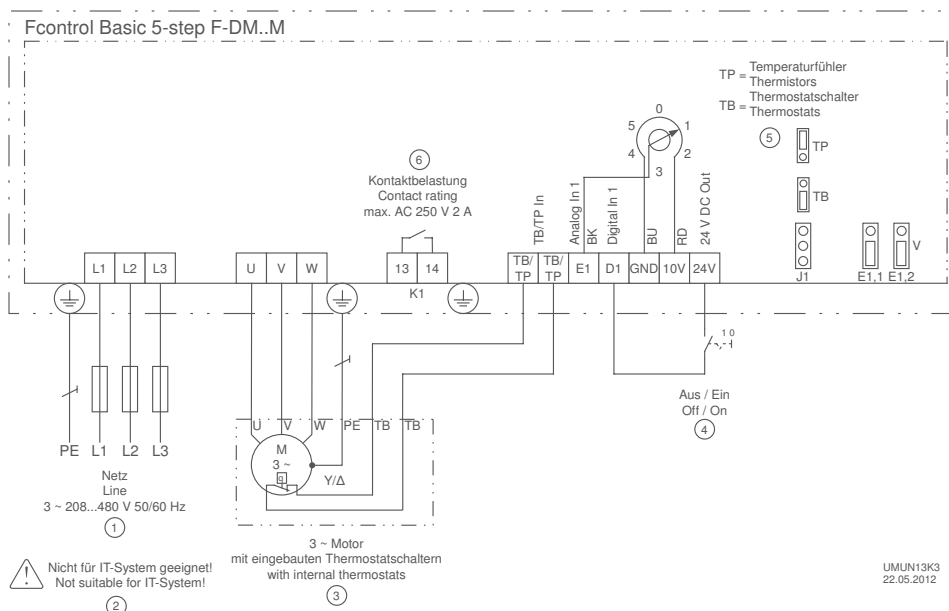 Fcontrol Basic 5-step F-DM..M
TP = Temperaturfühler
Thermistors
TB = Thermostatschalter
Thermostats
5
TP
TB
J1
E1,1 E1,2
V
0
1
2
3
4
5
6
Kontaktbelastung
Contact rating
max. AC 250 V 2 A
TB/TP In
Analog In 1
BK
Digital In 1
BU
RD
24 V DC Out
L1 L2 L3
U V W
13 14
K1
TB/TP TB/TP E1 D1 GND 10V 24V
1 0
Aus / Ein
Off / On
4
PE L1 L2 L3
Netz
Line
3 ~ 208...480 V 50/60 Hz
1
U V W PE TB TB
M
3 ~
Y/Δ
3 ~ Motor
mit eingebauten Thermostatschaltern
with internal thermostats
3
Nicht für IT-System geeignet!
Not suitable for IT-System!
2
UMUN13K3
22.05.2012